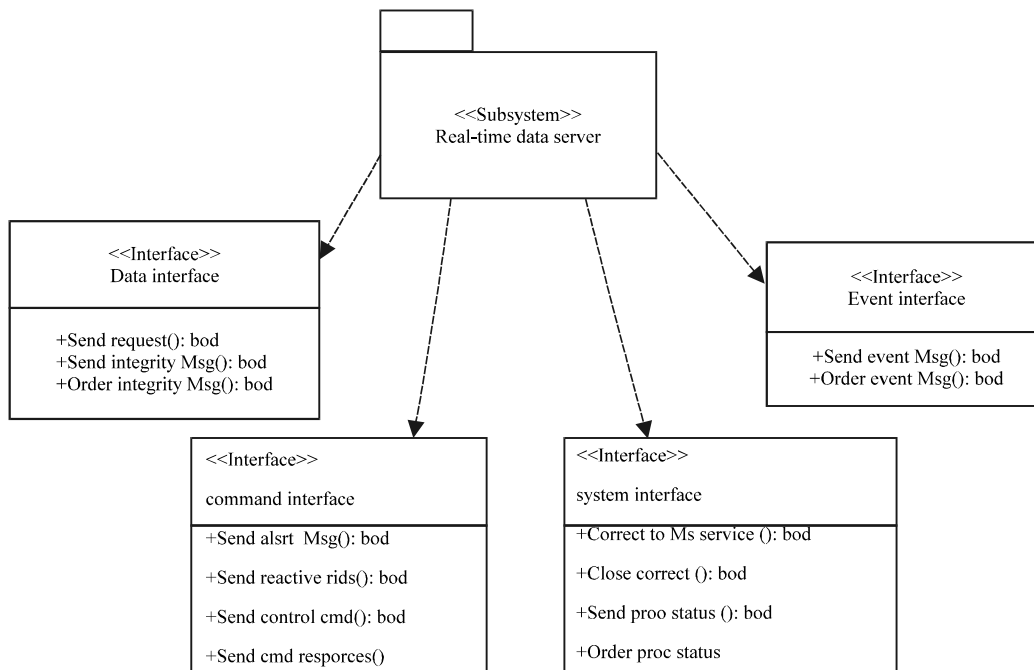 <<Subsystem>>
Real-time data server
<<Interface>>
Data interface
+Send request(): bod
+Send integrity Msg(): bod
+Order integrity Msg(): bod
<<Interface>>
Event interface
+Send event Msg(): bod
+Order event Msg(): bod
<<Interface>>
command interface
+Send alsrt Msg(): bod
+Send reactive rids(): bod
+Send control cmd(): bod
+Send cmd resporces()
<<Interface>>
system interface
+Correct to Ms service (): bod
+Close correct (): bod
+Send proo status (): bod
+Order proc status